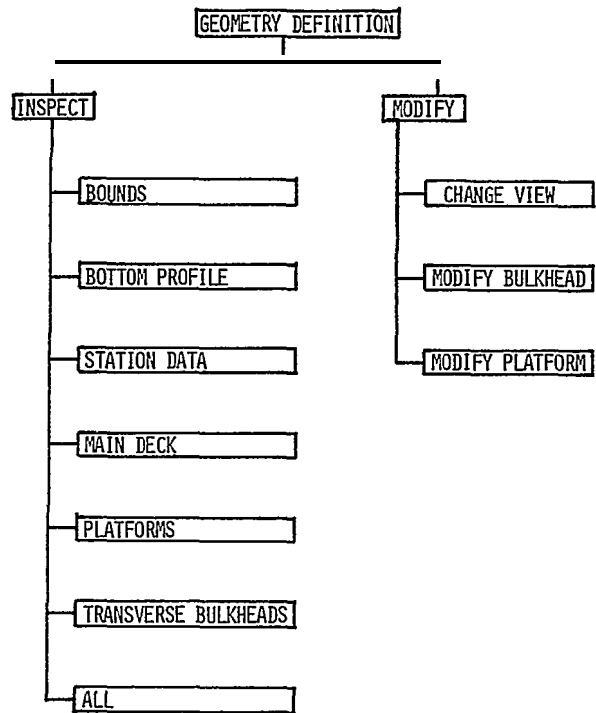 GEOMETRY DEFINITION
INSPECT
MODIFY
BOUNDS
CHANGE VIEW
BOTTOM PROFILE
MODIFY BULKHEAD
STATION DATA
MODIFY PLATFORM
MAIN DECK
PLATFORMS
TRANSVERSE BULKHEADS
ALL